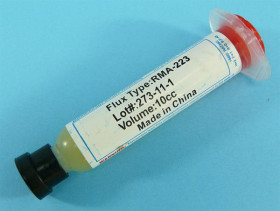 Flux Type:RMA-223
Lot#:273-11-1
Volume:10cc
Made in China